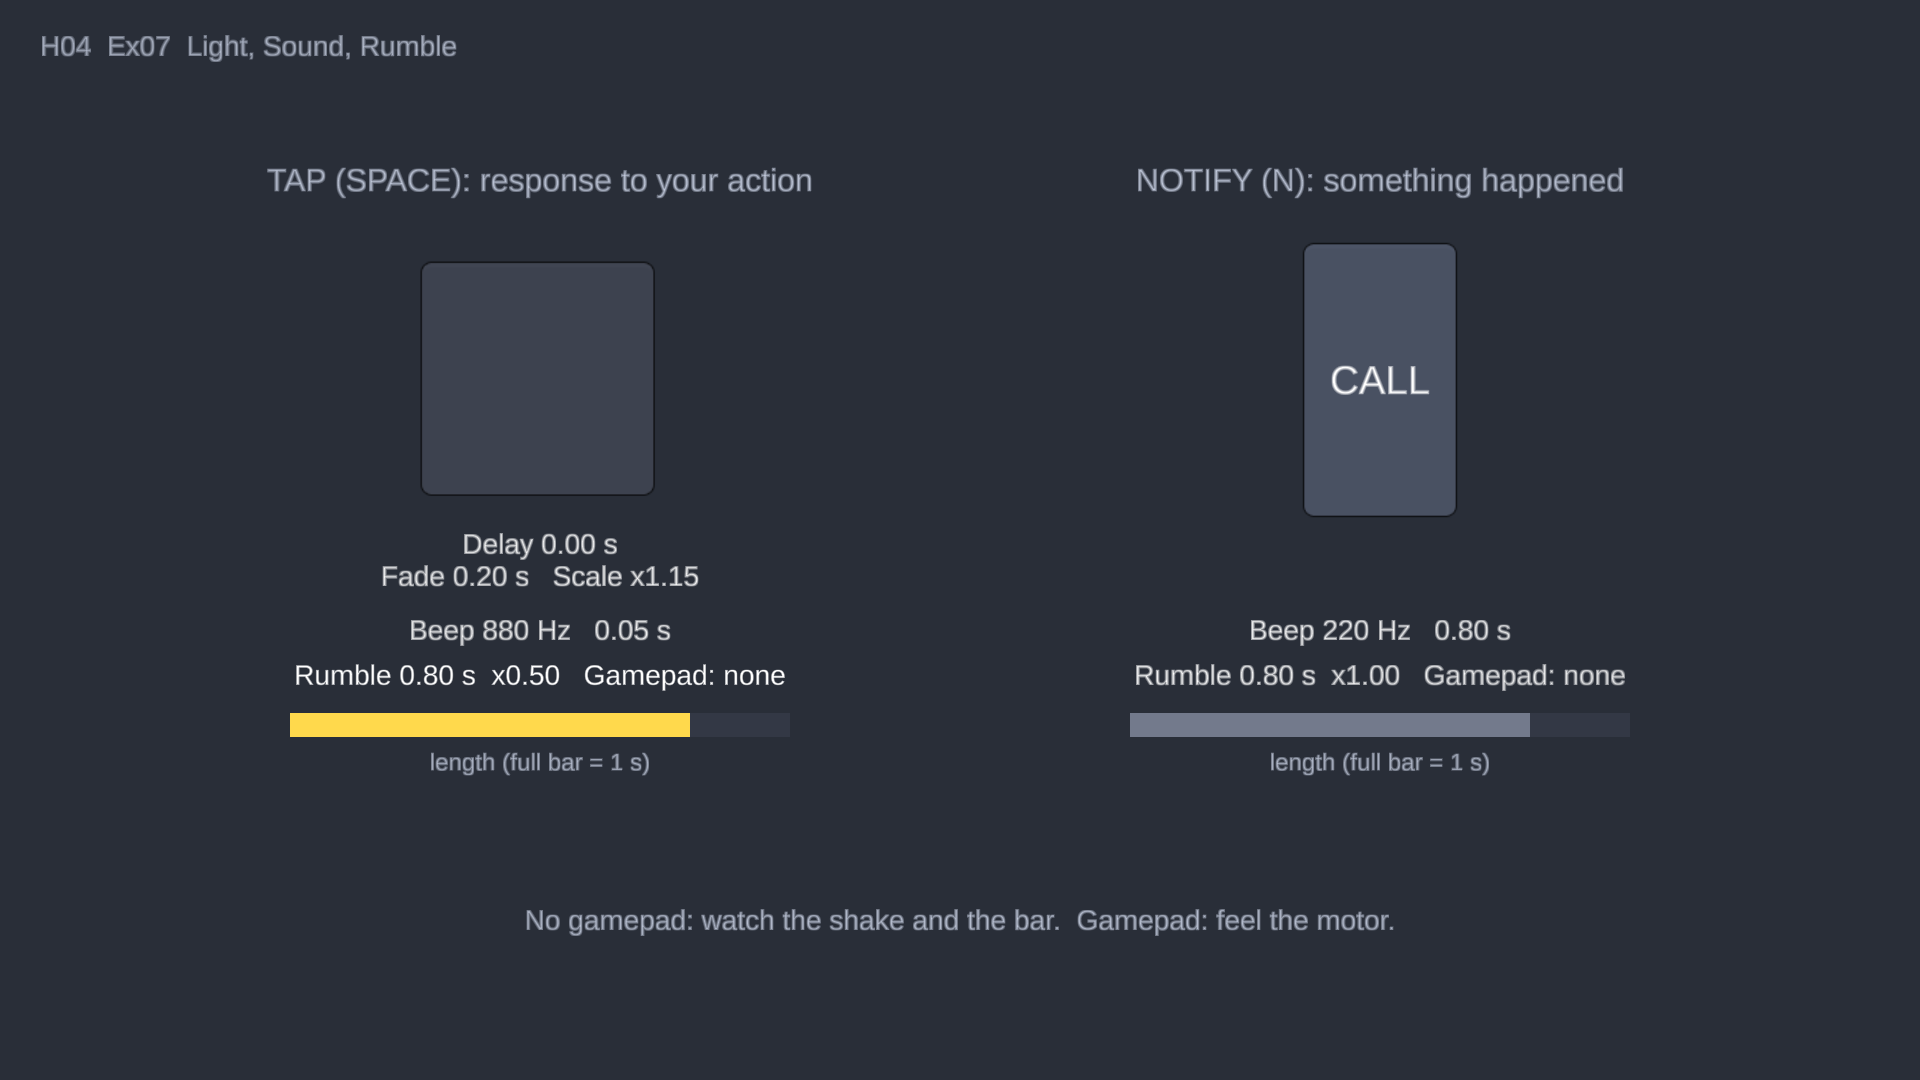 H04  Ex07  Light, Sound, Rumble
TAP (SPACE): response to your action
Delay 0.00 s
Fade 0.20 s   Scale x1.15
Beep 880 Hz   0.05 s
Rumble 0.80 s  x0.50   Gamepad: none
length (full bar = 1 s)
NOTIFY (N): something happened
CALL
Beep 220 Hz   0.80 s
Rumble 0.80 s  x1.00   Gamepad: none
length (full bar = 1 s)
No gamepad: watch the shake and the bar.  Gamepad: feel the motor.